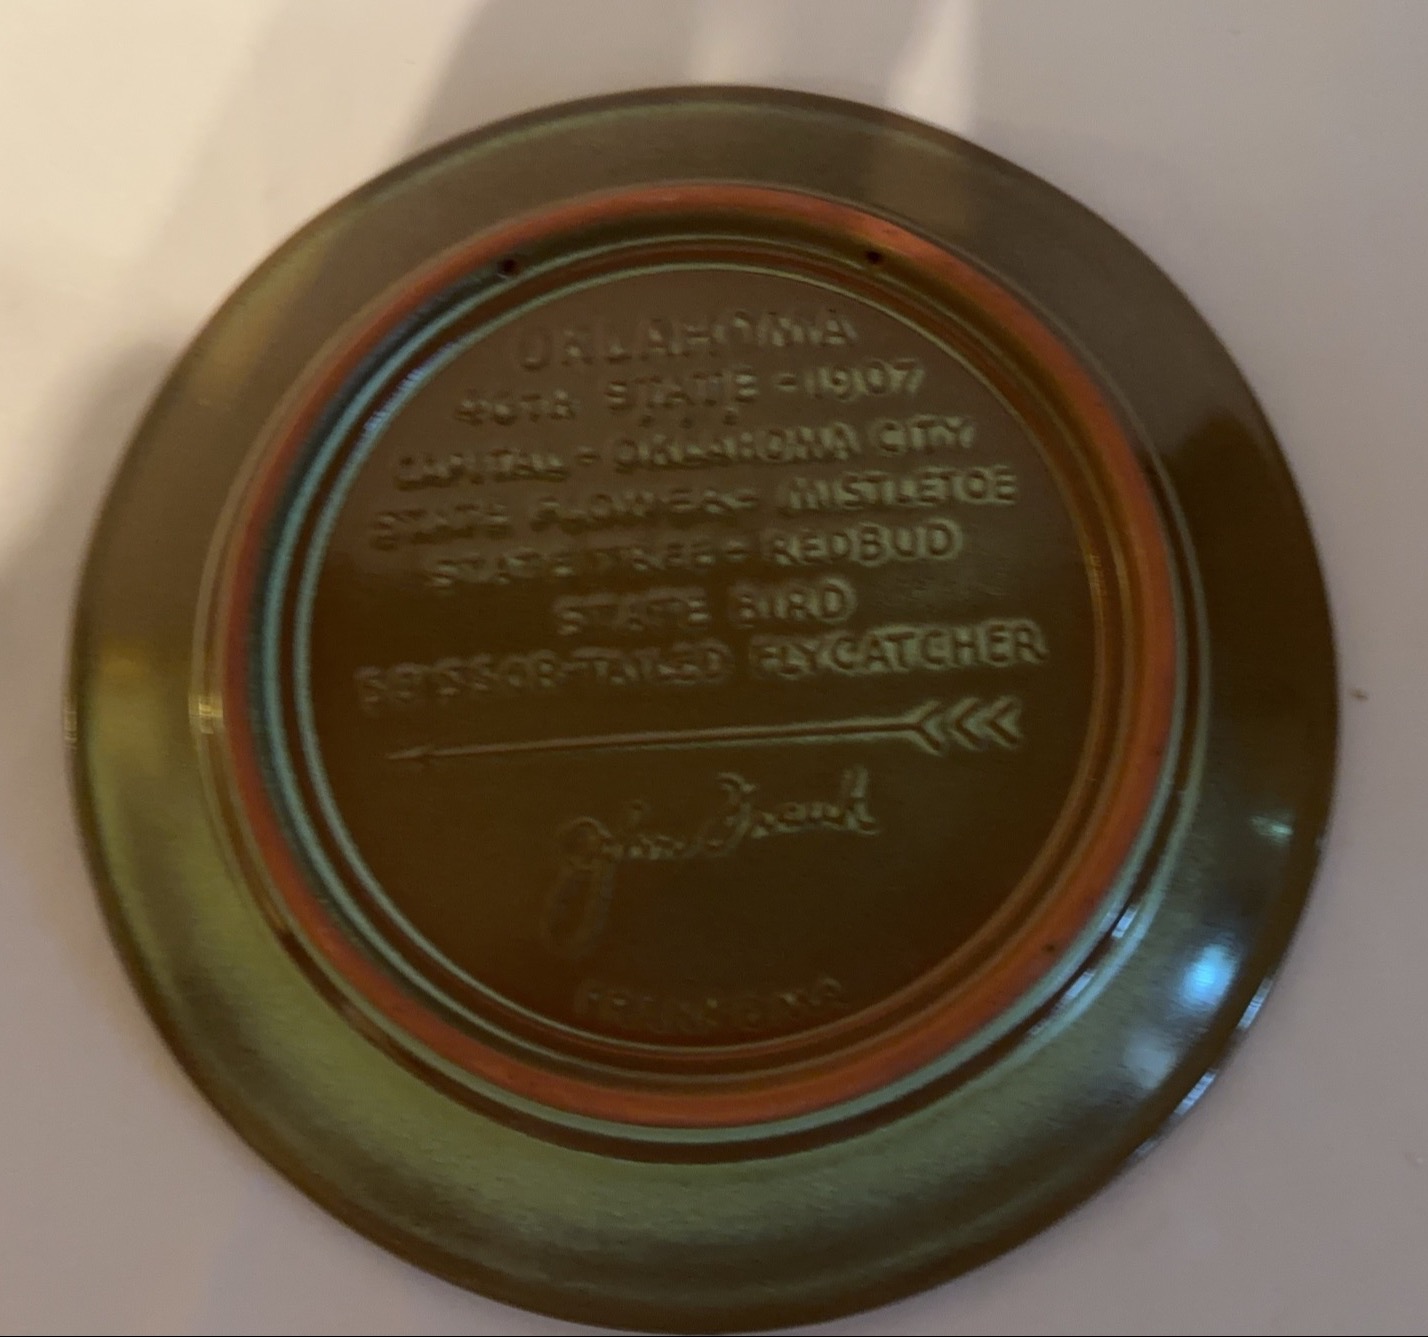 OKLAHOMA
46TH STATE - 1907
CAPITAL - OKLAHOMA CITY
STATE FLOWER - MISTLETOE
STATE TREE - REDBUD
STATE BIRD
SCISSOR-TAILED FLYCATCHER
John Frank
FRANKOMA